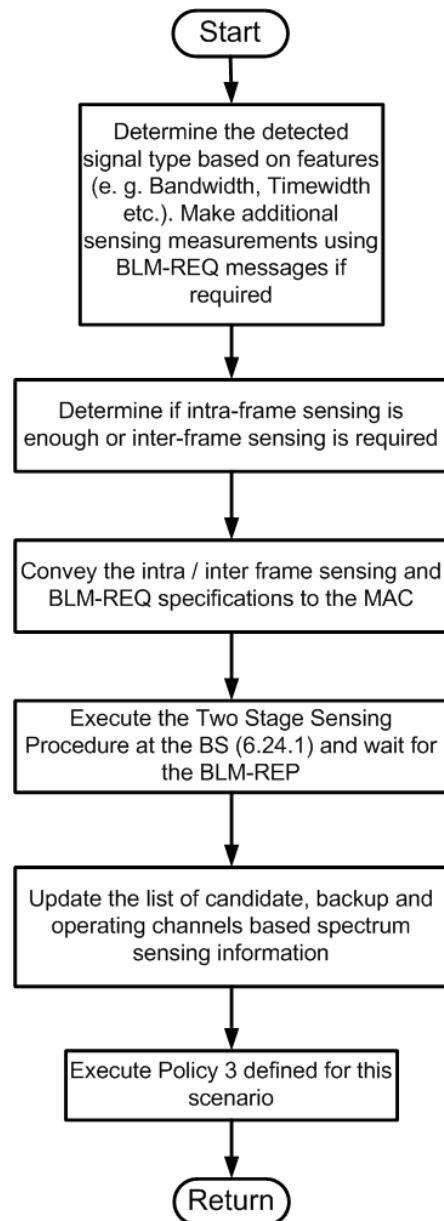 Start
Determine the detected
signal type based on features
(e. g. Bandwidth, Timewidth
etc.). Make additional
sensing measurements using
BLM-REQ messages if
required
Determine if intra-frame sensing is
enough or inter-frame sensing is required
Convey the intra / inter frame sensing and
BLM-REQ specifications to the MAC
Execute the Two Stage Sensing
Procedure at the BS (6.24.1) and wait for
the BLM-REP
Update the list of candidate, backup and
operating channels based spectrum
sensing information
Execute Policy 3 defined for this
scenario
Return